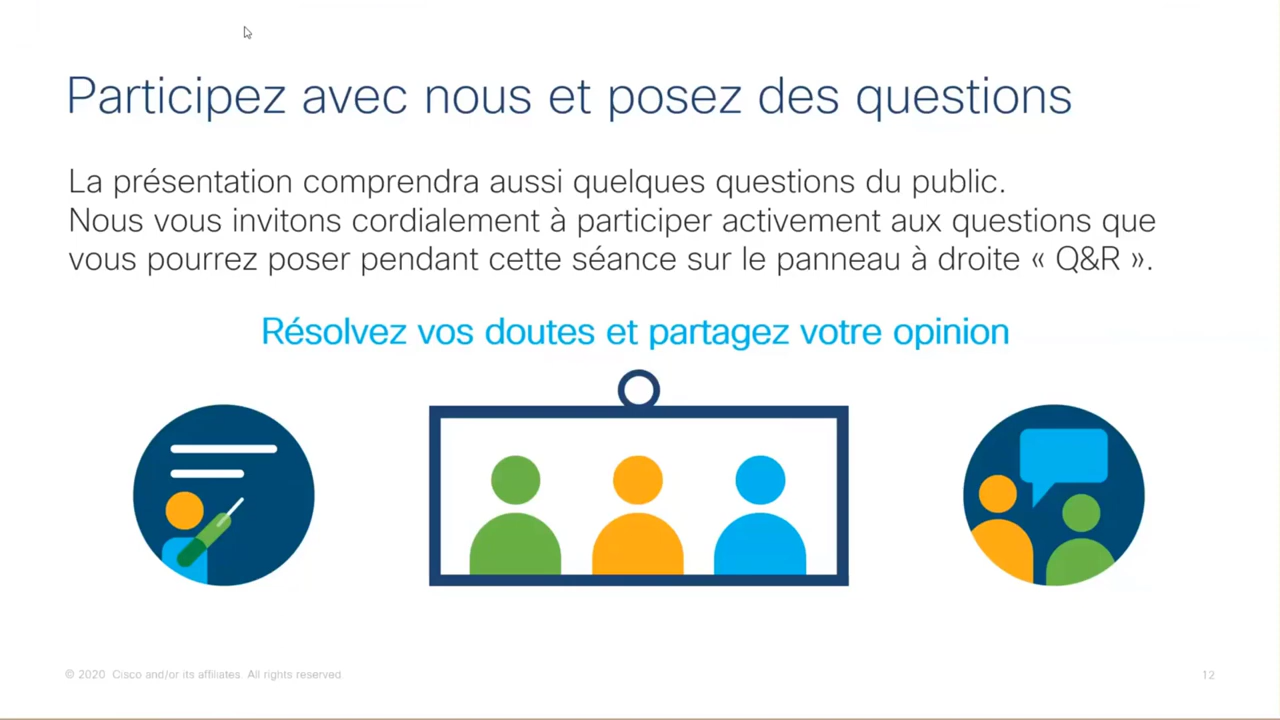 Participez avec nous et posez des questions
La présentation comprendra aussi quelques questions du public.
Nous vous invitons cordialement à participer activement aux questions que
vous pourrez poser pendant cette séance sur le panneau à droite « Q&R ».
Résolvez vos doutes et partagez votre opinion
© 2020 Cisco and/or its affiliates. All rights reserved.
12